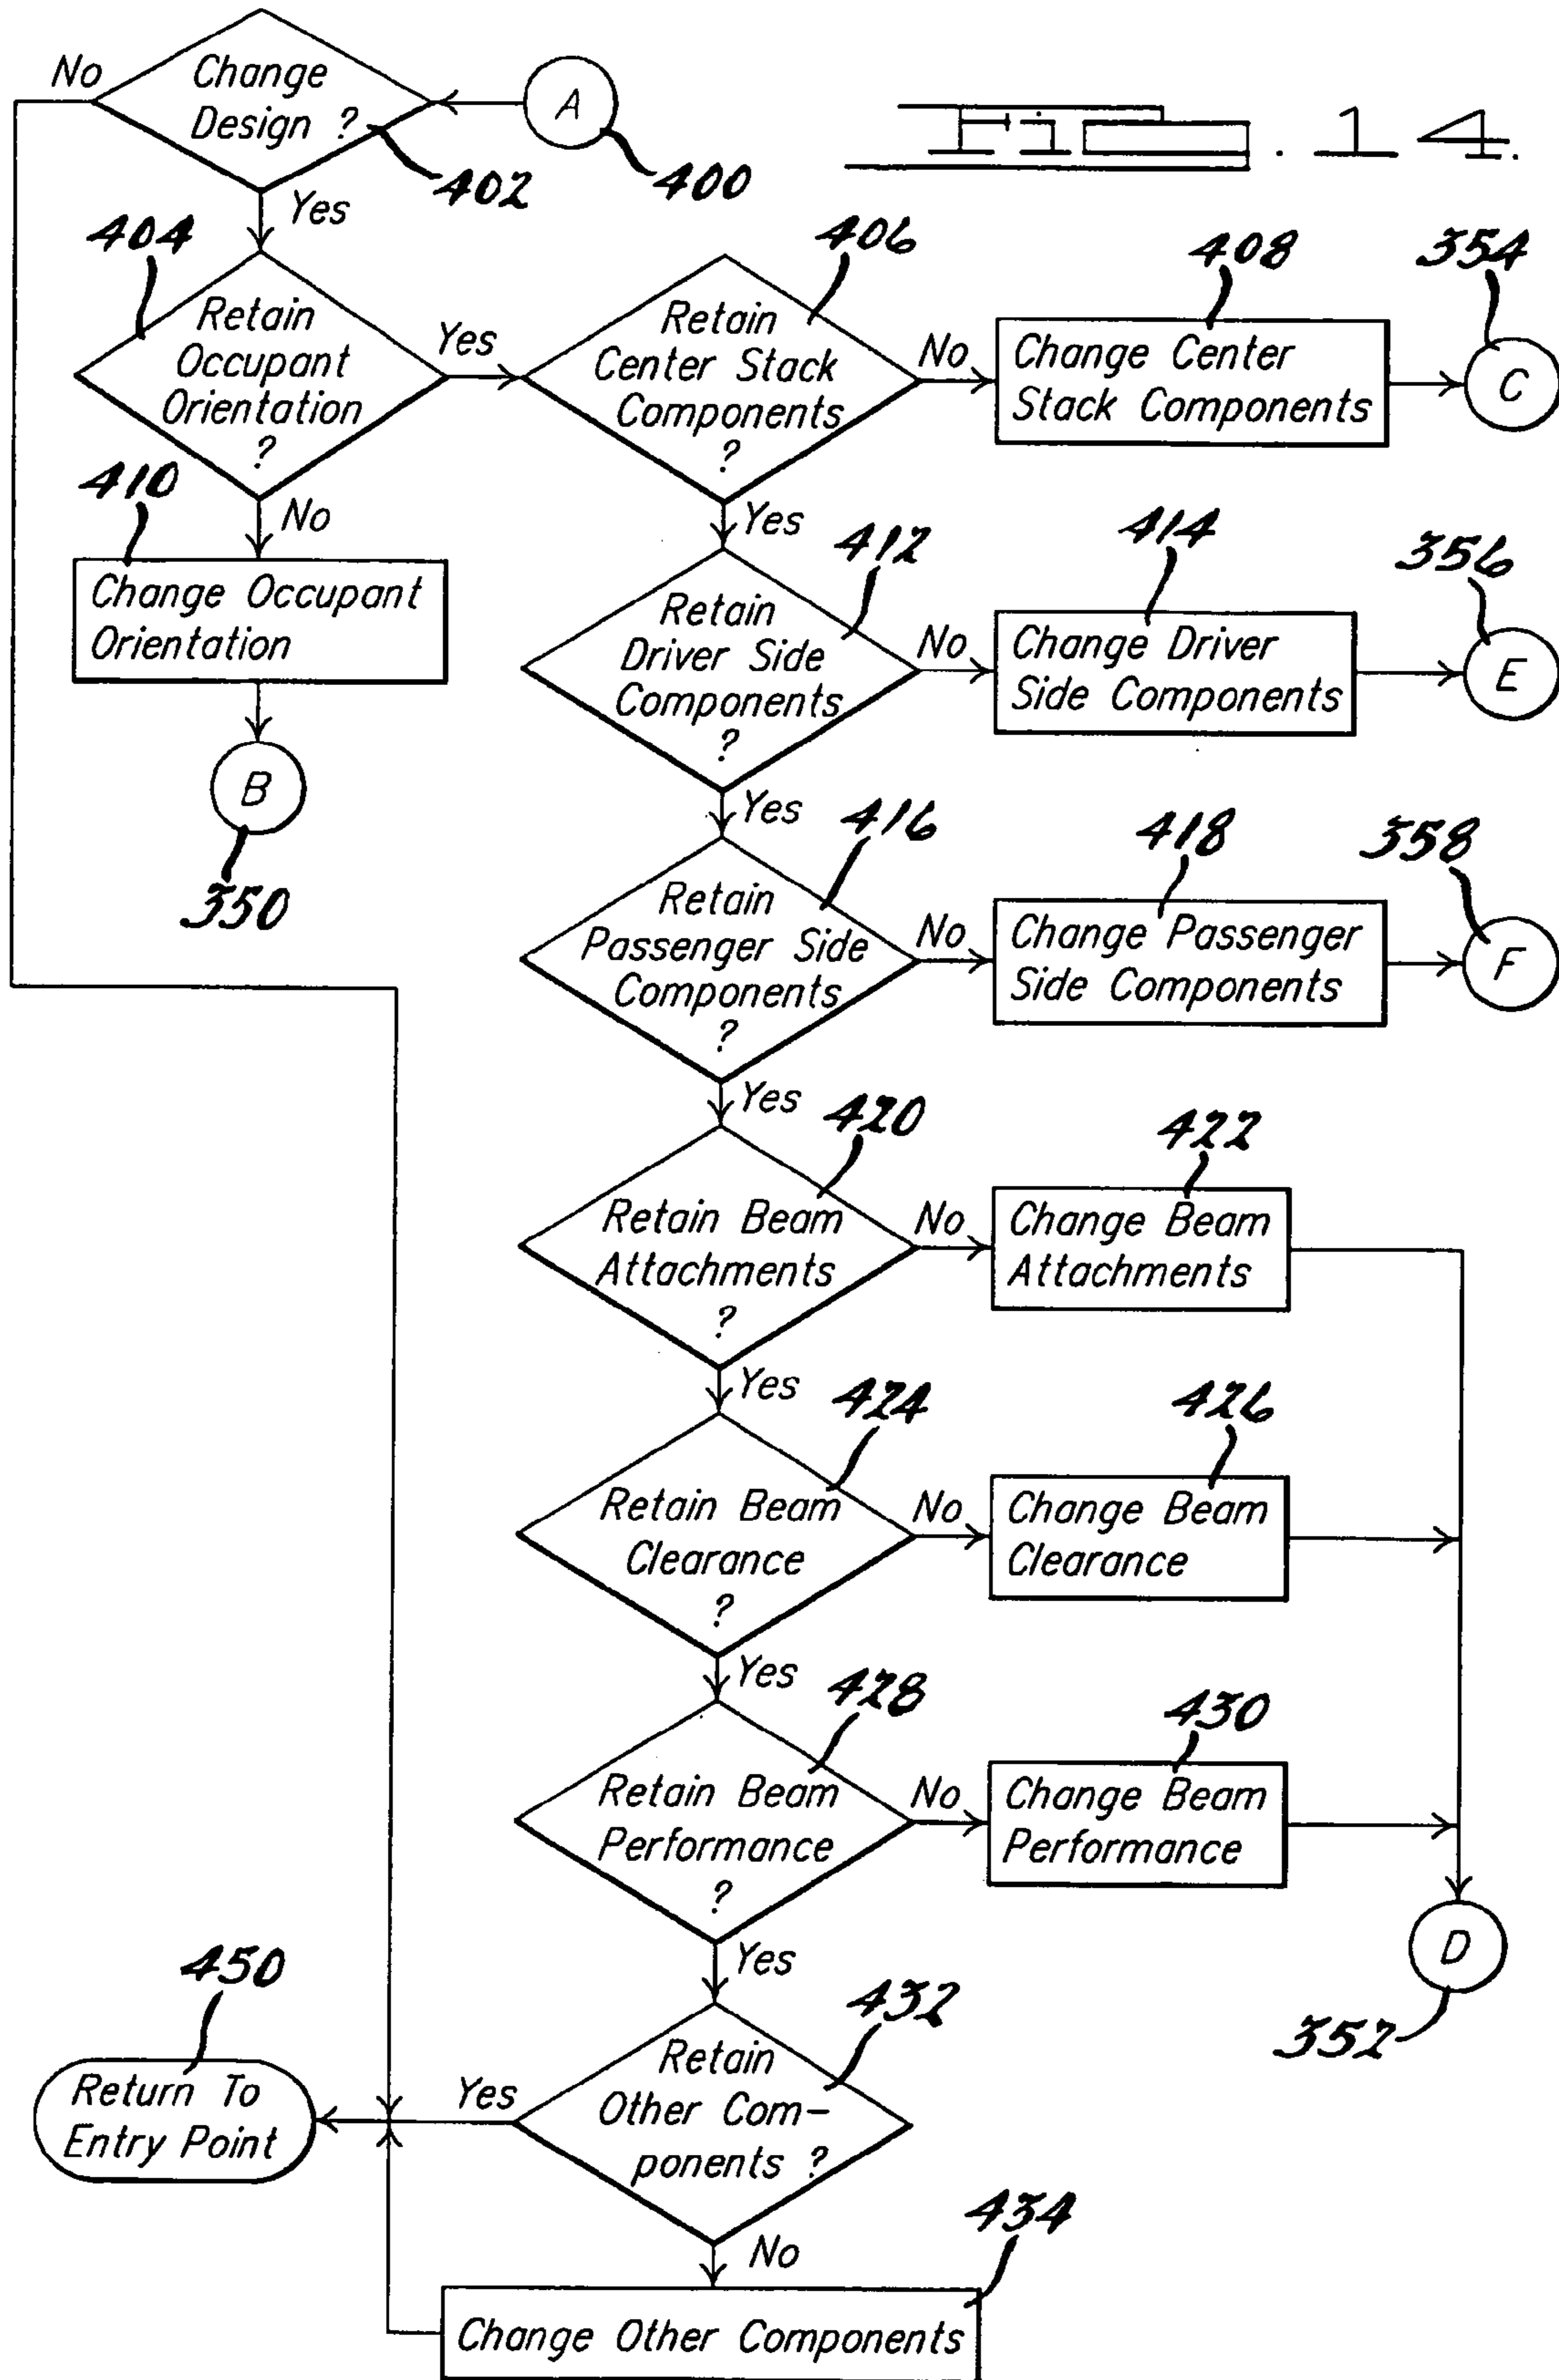 Fig. 14.
No
Change
Design ?
A
402
400
Yes
404
406
408
354
Retain
Occupant
Orientation
?
Yes
Retain
Center Stack
Components
?
No
Change Center
Stack Components
C
410
No
Yes
412
414
356
Change Occupant
Orientation
Retain
Driver Side
Components
?
No
Change Driver
Side Components
E
B
350
Yes
416
418
358
Retain
Passenger Side
Components
?
No
Change Passenger
Side Components
F
Yes
420
422
Retain Beam
Attachments
?
No
Change Beam
Attachments
Yes
424
426
Retain Beam
Clearance
?
No
Change Beam
Clearance
Yes
428
430
Retain Beam
Performance
?
No
Change Beam
Performance
D
352
Yes
450
432
Return To
Entry Point
Yes
Retain
Other Com-
ponents ?
No
434
Change Other Components